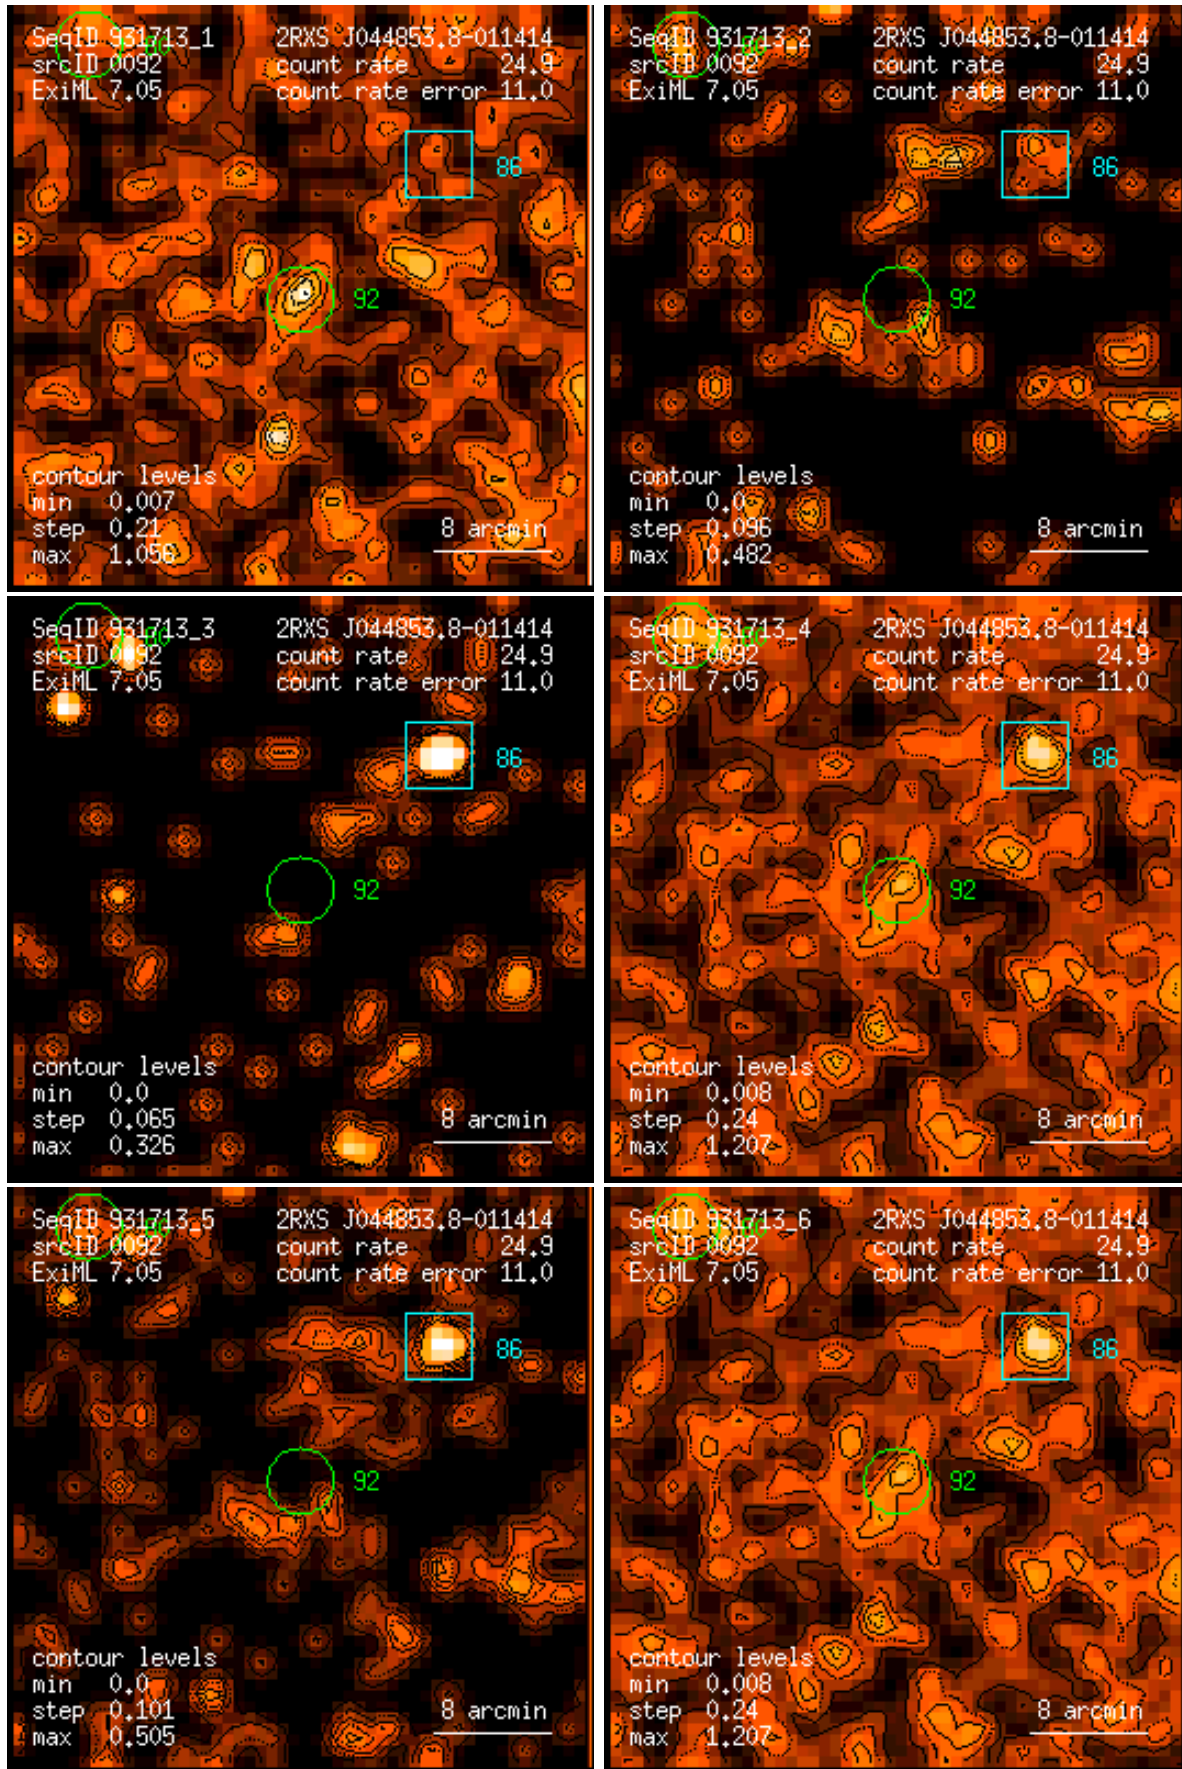 SeqID 931713_1 2RXS J044853.8-011414
srcID 0092 count rate 24.9
ExiML 7.05 count rate error 11.0
86
92
contour levels
min 0.007
step 0.21 8 arcmin
max 1.056
SeqID 931713_2 2RXS J044853.8-011414
srcID 0092 count rate 24.9
ExiML 7.05 count rate error 11.0
86
92
contour levels
min 0.0
step 0.096 8 arcmin
max 0.482
SeqID 931713_3 2RXS J044853.8-011414
srcID 0092 count rate 24.9
ExiML 7.05 count rate error 11.0
86
92
contour levels
min 0.0
step 0.065 8 arcmin
max 0.326
SeqID 931713_4 2RXS J044853.8-011414
srcID 0092 count rate 24.9
ExiML 7.05 count rate error 11.0
86
92
contour levels
min 0.008
step 0.24 8 arcmin
max 1.207
SeqID 931713_5 2RXS J044853.8-011414
srcID 0092 count rate 24.9
ExiML 7.05 count rate error 11.0
86
92
contour levels
min 0.0
step 0.101 8 arcmin
max 0.505
SeqID 931713_6 2RXS J044853.8-011414
srcID 0092 count rate 24.9
ExiML 7.05 count rate error 11.0
86
92
contour levels
min 0.008
step 0.24 8 arcmin
max 1.207